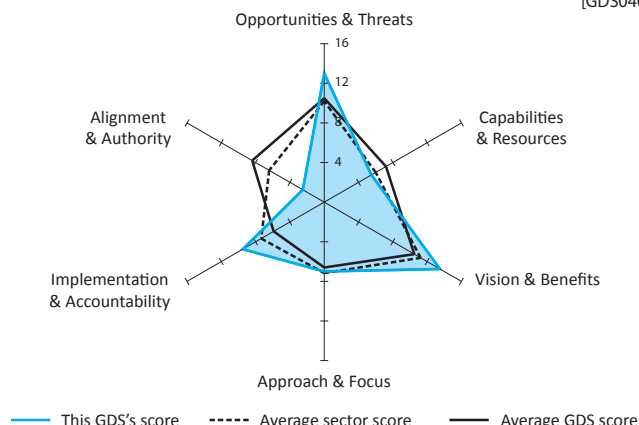 [GDS04
Opportunities & Threats
16
12
8
4
Alignment
& Authority
Capabilities
& Resources
Implementation
& Accountability
Vision & Benefits
Approach & Focus
This GDS's score
Average sector score
Average GDS score